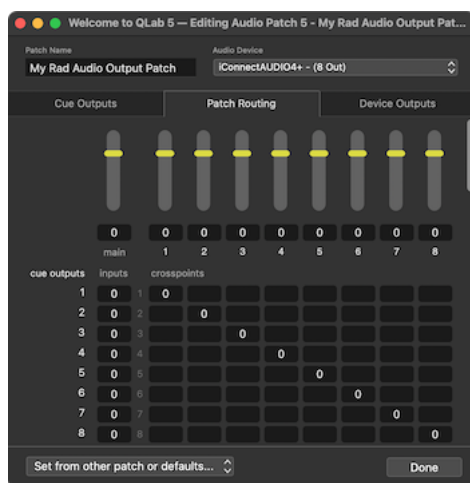 Welcome to QLab 5 — Editing Audio Patch 5 - My Rad Audio Output Pat...
Patch Name Audio Device
My Rad Audio Output Patch iConnectAUDIO4+ - (8 Out)
Cue Outputs Patch Routing Device Outputs
0 0 0 0 0 0 0 0 0
main 1 2 3 4 5 6 7 8
cue outputs inputs crosspoints
1 0 1 0
2 0 2 0
3 0 3 0
4 0 4 0
5 0 5 0
6 0 6 0
7 0 7 0
8 0 8 0
Set from other patch or defaults... Done